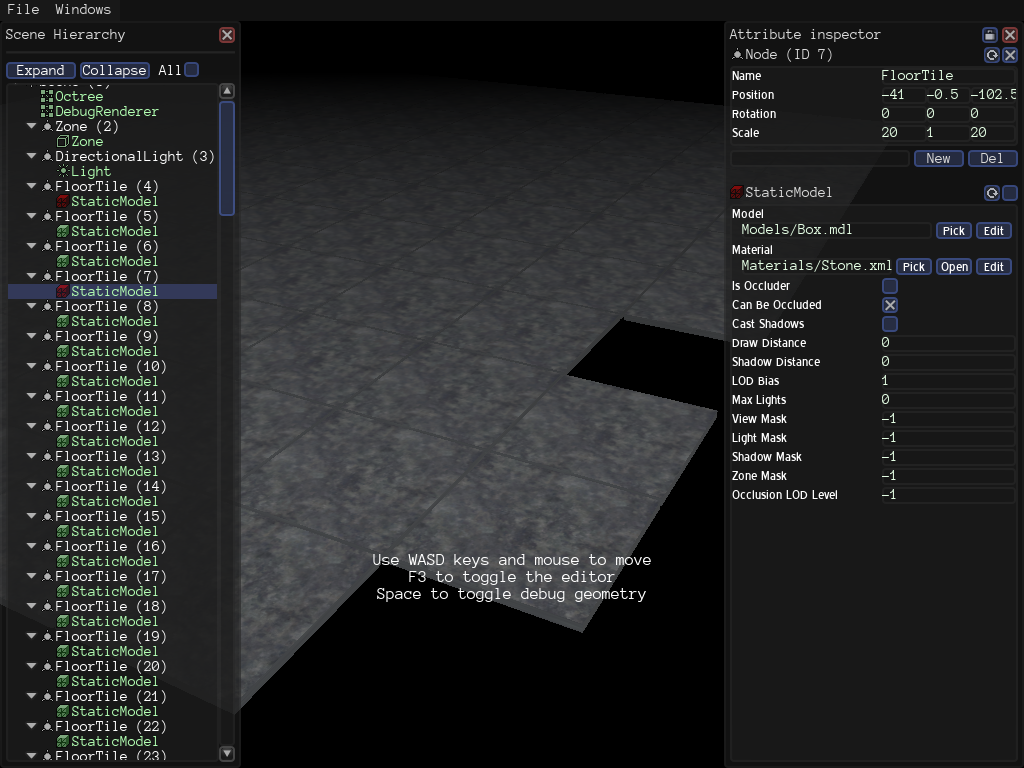 File Windows
Scene Hierarchy
Expand Collapse All
Octree
DebugRenderer
Zone (2)
Zone
DirectionalLight (3)
Light
FloorTile (4)
StaticModel
FloorTile (5)
StaticModel
FloorTile (6)
StaticModel
FloorTile (7)
StaticModel
FloorTile (8)
StaticModel
FloorTile (9)
StaticModel
FloorTile (10)
StaticModel
FloorTile (11)
StaticModel
FloorTile (12)
StaticModel
FloorTile (13)
StaticModel
FloorTile (14)
StaticModel
FloorTile (15)
StaticModel
FloorTile (16)
StaticModel
FloorTile (17)
StaticModel
FloorTile (18)
StaticModel
FloorTile (19)
StaticModel
FloorTile (20)
StaticModel
FloorTile (21)
StaticModel
FloorTile (22)
StaticModel
FloorTile (23)
Use WASD keys and mouse to move
F3 to toggle the editor
Space to toggle debug geometry
Attribute inspector
Node (ID 7)
Name FloorTile
Position -41 -0.5 -102.5
Rotation 0 0 0
Scale 20 1 20
New Del
StaticModel
Model
Models/Box.mdl Pick Edit
Material
Materials/Stone.xml Pick Open Edit
Is Occluder
Can Be Occluded
Cast Shadows
Draw Distance 0
Shadow Distance 0
LOD Bias 1
Max Lights 0
View Mask -1
Light Mask -1
Shadow Mask -1
Zone Mask -1
Occlusion LOD Level -1